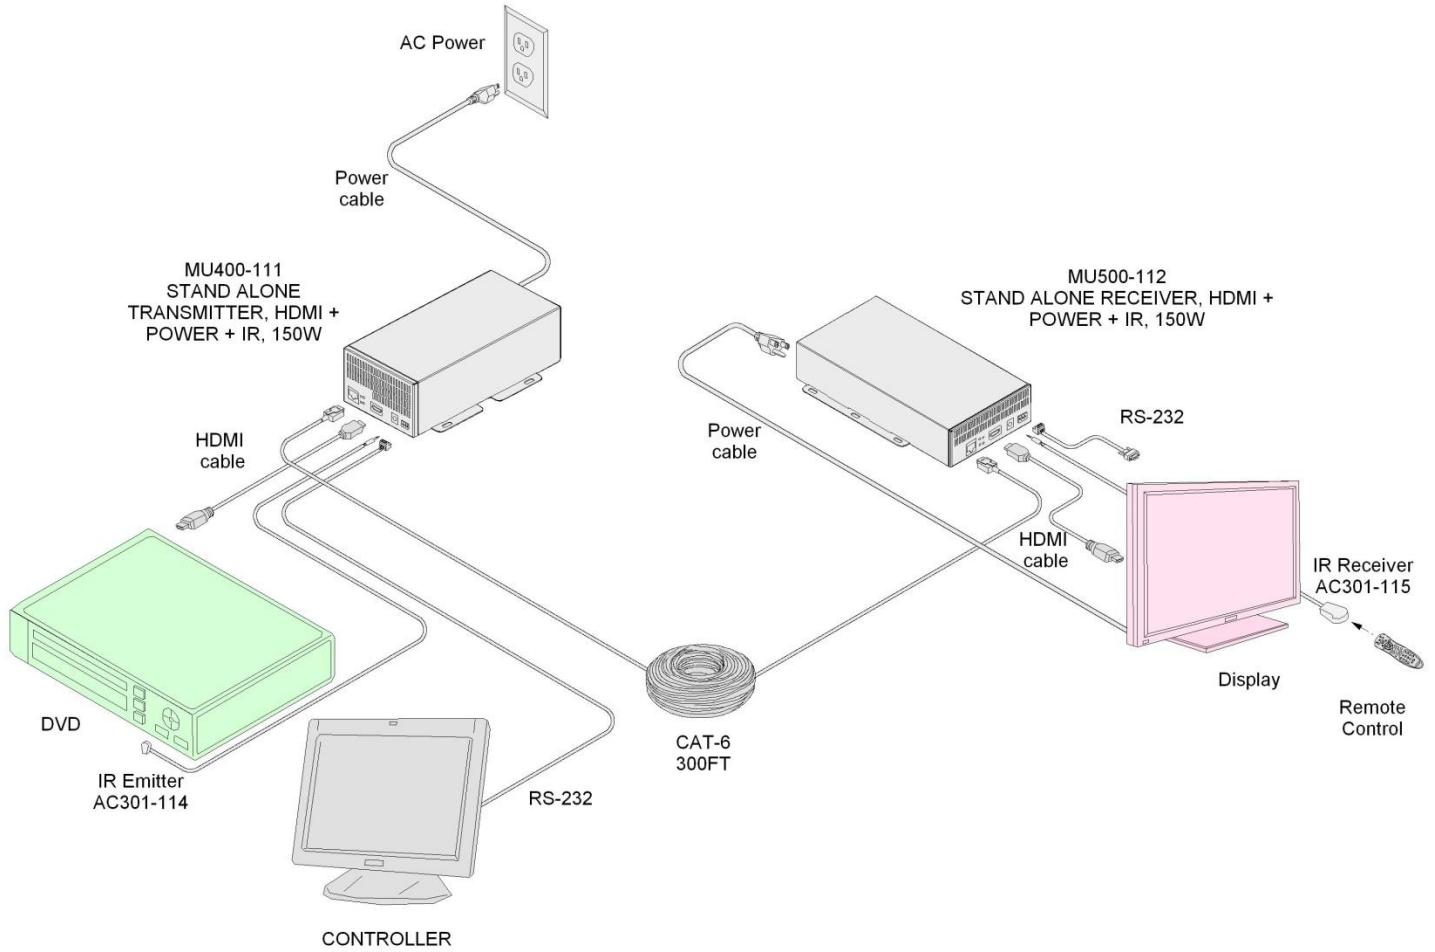 AC Power
Power
cable
MU400-111
STAND ALONE
TRANSMITTER, HDMI +
POWER + IR, 150W
MU500-112
STAND ALONE RECEIVER, HDMI +
POWER + IR, 150W
HDMI
cable
Power
cable
RS-232
HDMI
cable
IR Receiver
AC301-115
Display
Remote
Control
DVD
IR Emitter
AC301-114
CAT-6
300FT
RS-232
CONTROLLER